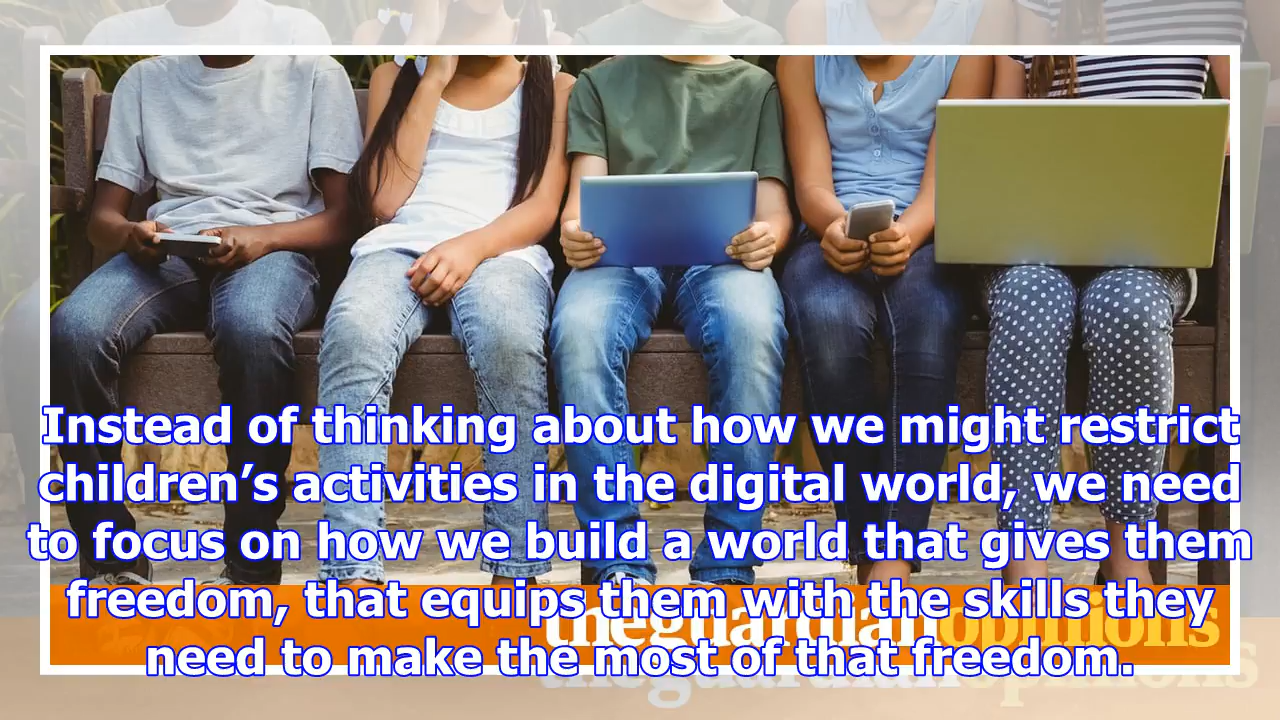 Instead of thinking about how we might restrict
children’s activities in the digital world, we need
to focus on how we build a world that gives them
freedom, that equips them with the skills they
theguardianopinions
need to make the most of that freedom.
theguardianopinions